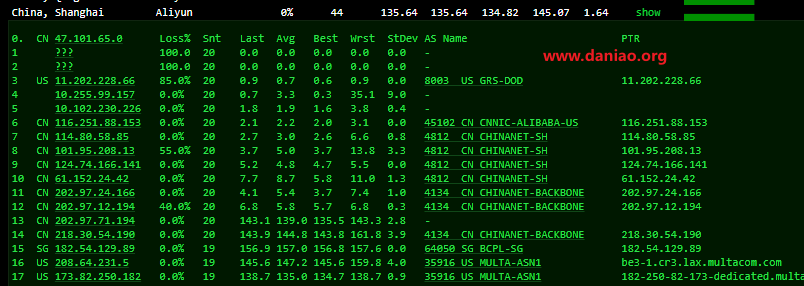 China, Shanghai Aliyun 0% 44 135.64 135.64 134.82 145.07 1.64 show
0. CN 47.101.65.0 Loss% Snt Last Avg Best Wrst StDev AS Name PTR
1 ??? 100.0 20 0.0 0.0 0.0 0.0 0.0 -
www.daniao.org
2 ??? 100.0 20 0.0 0.0 0.0 0.0 0.0 -
3 US 11.202.228.66 85.0% 20 0.9 0.7 0.6 0.9 0.0 8003 US GRS-DOD 11.202.228.66
4 10.255.99.157 0.0% 20 0.7 3.3 0.3 35.1 9.0 -
5 10.102.230.226 0.0% 20 1.8 1.9 1.6 3.8 0.4 -
6 CN 116.251.88.153 0.0% 20 2.1 2.2 2.0 3.1 0.0 45102 CN CNNIC-ALIBABA-US 116.251.88.153
7 CN 114.80.58.85 0.0% 20 2.7 3.0 2.6 6.6 0.8 4812 CN CHINANET-SH 114.80.58.85
8 CN 101.95.208.13 55.0% 20 3.7 5.0 3.7 13.8 3.3 4812 CN CHINANET-SH 101.95.208.13
9 CN 124.74.166.141 0.0% 20 5.2 4.8 4.7 5.5 0.0 4812 CN CHINANET-SH 124.74.166.141
10 CN 61.152.24.42 0.0% 20 7.7 8.7 5.8 11.0 1.3 4812 CN CHINANET-SH 61.152.24.42
11 CN 202.97.24.166 0.0% 20 4.1 5.4 3.7 7.4 1.0 4134 CN CHINANET-BACKBONE 202.97.24.166
12 CN 202.97.12.194 40.0% 20 6.8 5.8 5.7 6.8 0.3 4134 CN CHINANET-BACKBONE 202.97.12.194
13 CN 202.97.71.194 0.0% 20 143.1 139.0 135.5 143.3 2.8 -
14 CN 218.30.54.190 0.0% 20 143.9 144.8 143.8 161.8 3.9 4134 CN CHINANET-BACKBONE 218.30.54.190
15 SG 182.54.129.89 0.0% 19 156.9 157.0 156.8 157.6 0.0 64050 SG BCPL-SG 182.54.129.89
16 US 208.64.231.5 0.0% 19 145.6 147.2 145.6 159.8 4.0 35916 US MULTA-ASN1 be3-1.cr3.lax.multacom.com
17 US 173.82.250.182 0.0% 19 138.7 135.0 134.7 138.7 0.9 35916 US MULTA-ASN1 182-250-82-173-dedicated.multa